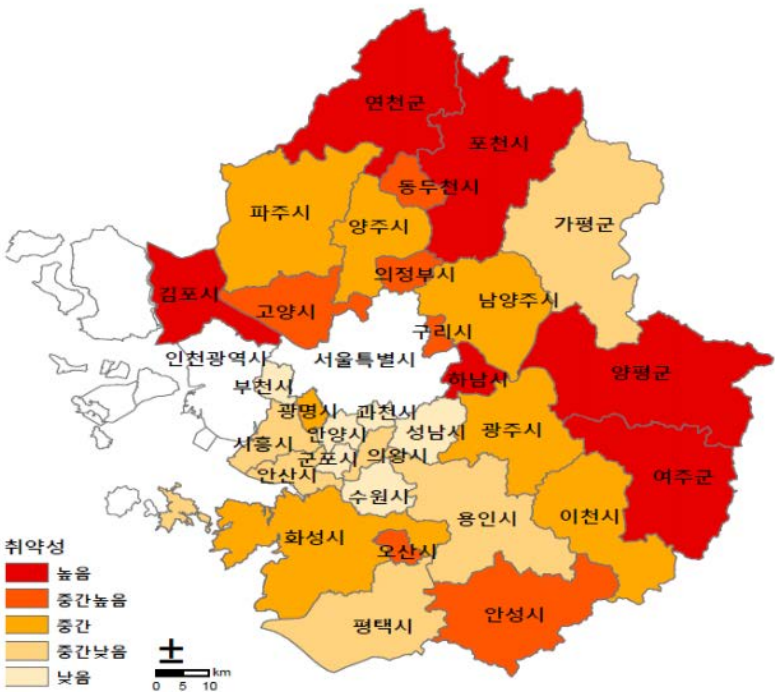 연천군
포천시
동두천시
파주시
양주시
가평군
의정부시
김포시
고양시
남양주시
구리시
인천광역시
서울특별시
부천시
하남시
양평군
광명시
과천시
안양시
성남시
광주시
시흥시
군포시
의왕시
안산시
여주군
수원시
용인시
이천시
화성시
오산시
안성시
평택시
취약성
높음
중간높음
중간
중간낮음
낮음
km
0 5 10